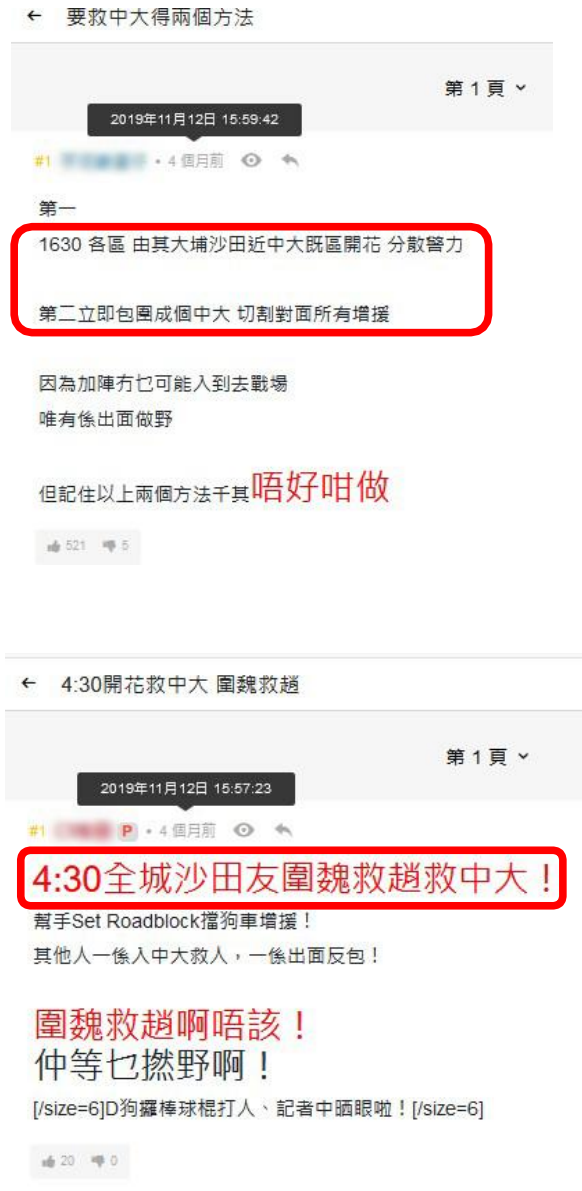 ← 要救中大得兩個方法
第 1 頁
2019年11月12日 15:59:42
#1 • 4 個月前
第一
1630 各區 由其大埔沙田近中大既區開花 分散警力
第二立即包圍成個中大 切割對面所有增援
因為加陣冇乜可能入到去戰場
唯有係出面做野
但記住以上兩個方法千其唔好咁做
521 5
← 4:30開花救中大 圍魏救趙
第 1 頁
2019年11月12日 15:57:23
#1 P • 4 個月前
4:30全城沙田友圍魏救趙救中大！
幫手Set Roadblock擋狗車增援！
其他人一係入中大救人，一係出面反包！
圍魏救趙啊唔該！
仲等乜撚野啊！
[/size=6]D狗攞棒球棍打人、記者中晒眼啦！[/size=6]
20 0